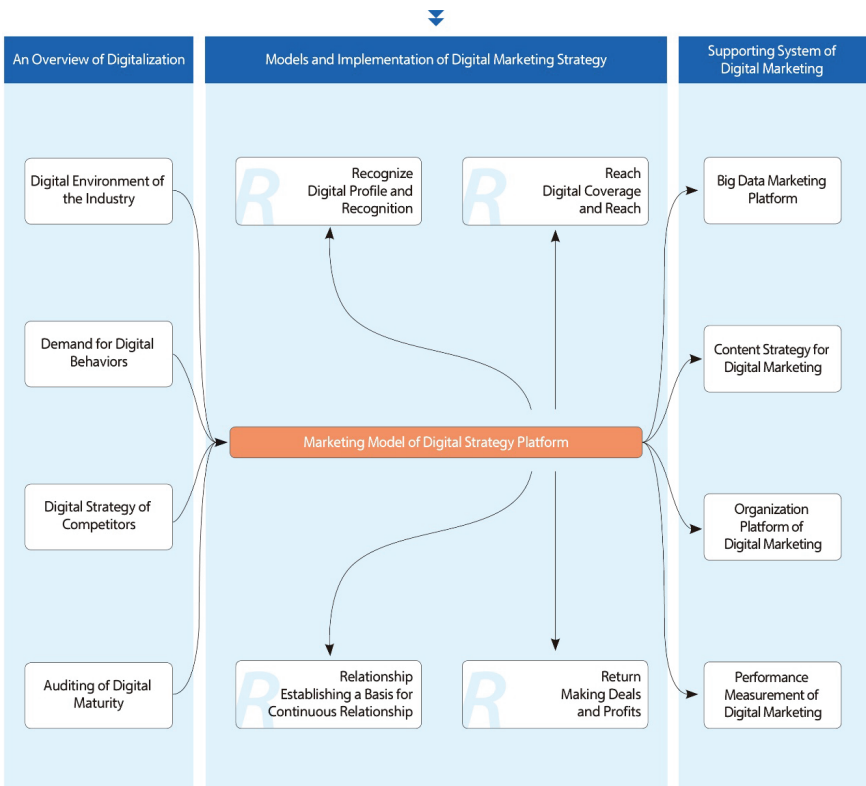 An Overview of Digitalization
Models and Implementation of Digital Marketing Strategy
Supporting System of
Digital Marketing
Digital Environment of
the Industry
Demand for Digital
Behaviors
Digital Strategy of
Competitors
Auditing of Digital
Maturity
R
Recognize
Digital Profile and
Recognition
R
Reach
Digital Coverage
and Reach
Marketing Model of Digital Strategy Platform
R
Relationship
Establishing a Basis for
Continuous Relationship
R
Return
Making Deals
and Profits
Big Data Marketing
Platform
Content Strategy for
Digital Marketing
Organization
Platform of
Digital Marketing
Performance
Measurement of
Digital Marketing